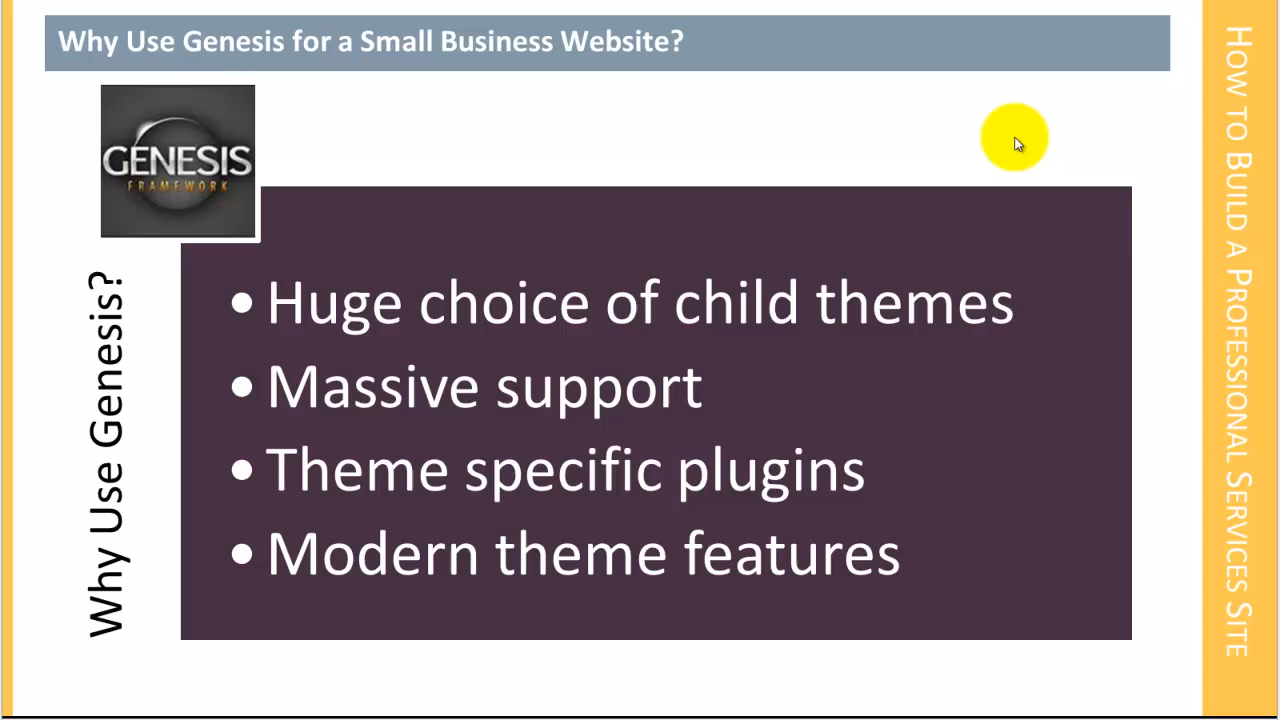 Why Use Genesis for a Small Business Website?
GENESIS
FRAMEWORK
Why Use Genesis?
• Huge choice of child themes
• Massive support
• Theme specific plugins
• Modern theme features
How to Build a Professional Services Site